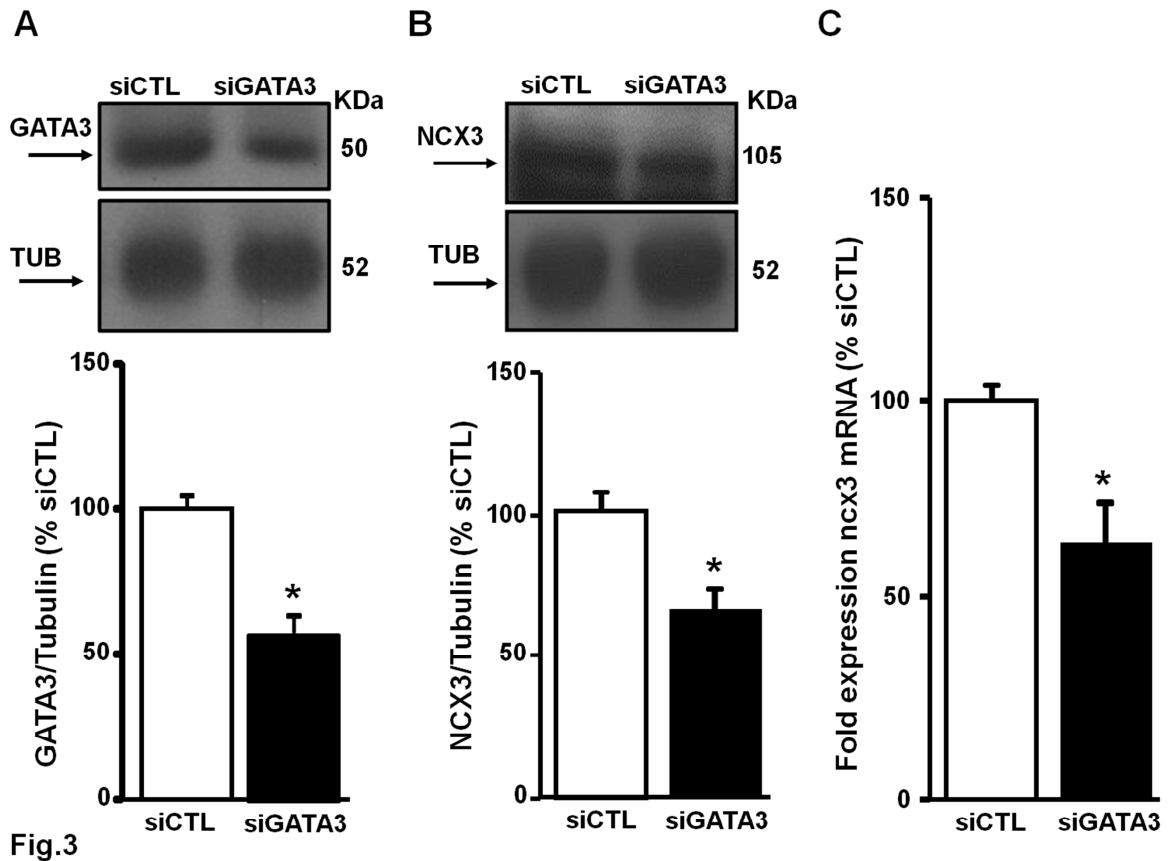 A
siCTL siGATA3
KDa
GATA3
50
TUB
52
150
100
50
0
GATA3/Tubulin (% siCTL)
*
siCTL siGATA3
B
siCTL siGATA3
KDa
NCX3
105
TUB
52
150
100
50
0
NCX3/Tubulin (% siCTL)
*
siCTL siGATA3
C
150
100
50
0
Fold expression ncx3 mRNA (% siCTL)
*
siCTL siGATA3
Fig.3